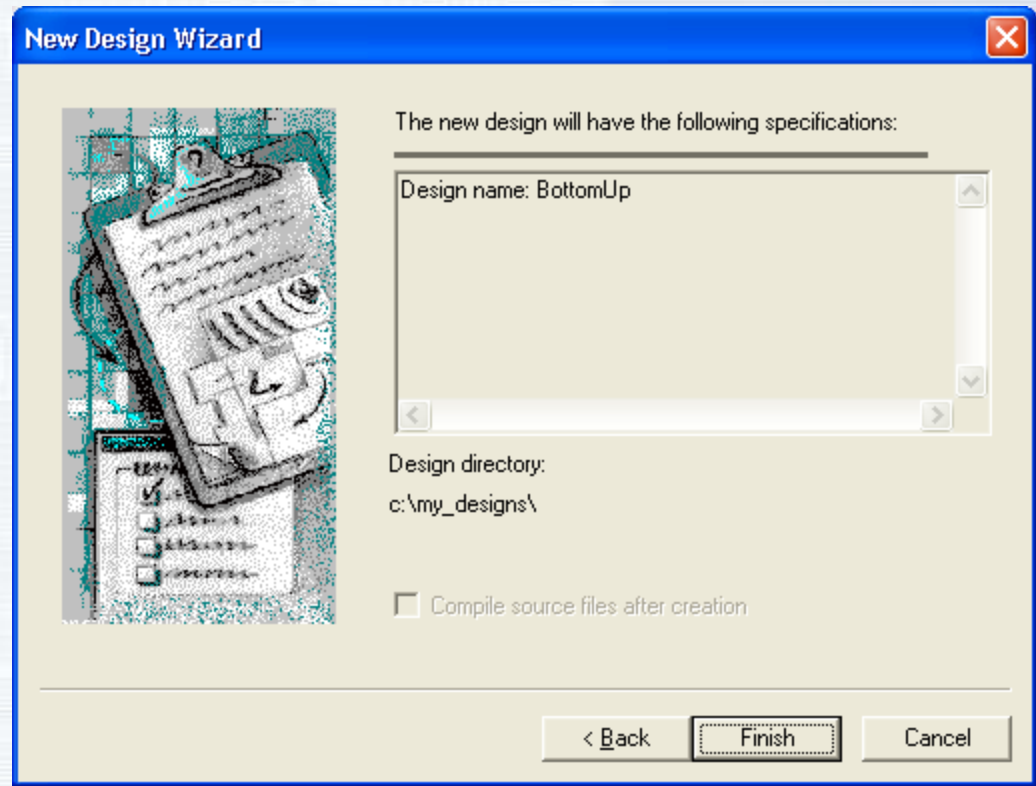 New Design Wizard
The new design will have the following specifications:
Design name: BottomUp
Design directory:
c:\my_designs\
Compile source files after creation
< Back
Finish
Cancel